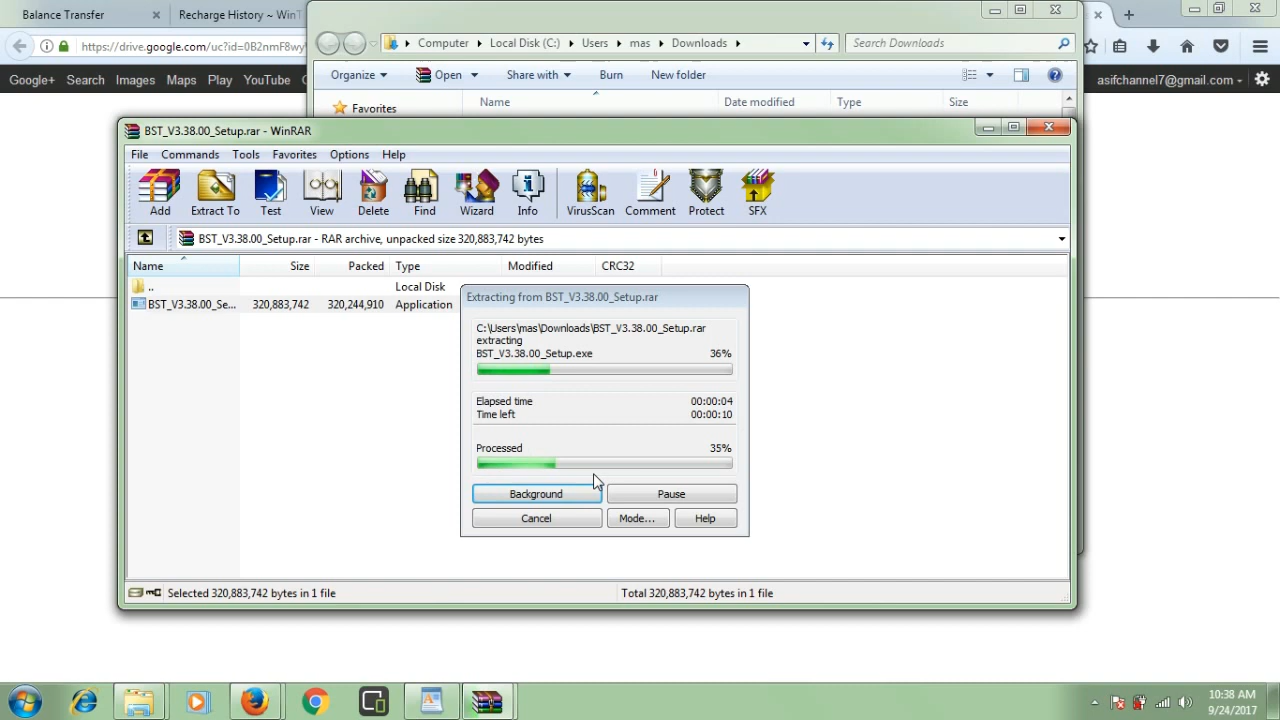 Balance Transfer
Recharge History ~ WinT
https://drive.google.com/uc?id=0B2nmF8wy
Google+ Search Images Maps Play YouTube
asifchannel7@gmail.com
Computer Local Disk (C:) Users mas Downloads
Search Downloads
Organize Open Share with Burn New folder
Favorites
Name Date modified Type Size
BST_V3.38.00_Setup.rar - WinRAR
File Commands Tools Favorites Options Help
Add Extract To Test View Delete Find Wizard Info VirusScan Comment Protect SFX
BST_V3.38.00_Setup.rar - RAR archive, unpacked size 320,883,742 bytes
Name Size Packed Type Modified CRC32
.. Local Disk
BST_V3.38.00_Se... 320,883,742 320,244,910 Application
Extracting from BST_V3.38.00_Setup.rar
C:\Users\mas\Downloads\BST_V3.38.00_Setup.rar
extracting
BST_V3.38.00_Setup.exe 36%
Elapsed time 00:00:04
Time left 00:00:10
Processed 35%
Background Pause
Cancel Mode... Help
Selected 320,883,742 bytes in 1 file
Total 320,883,742 bytes in 1 file
10:38 AM
9/24/2017